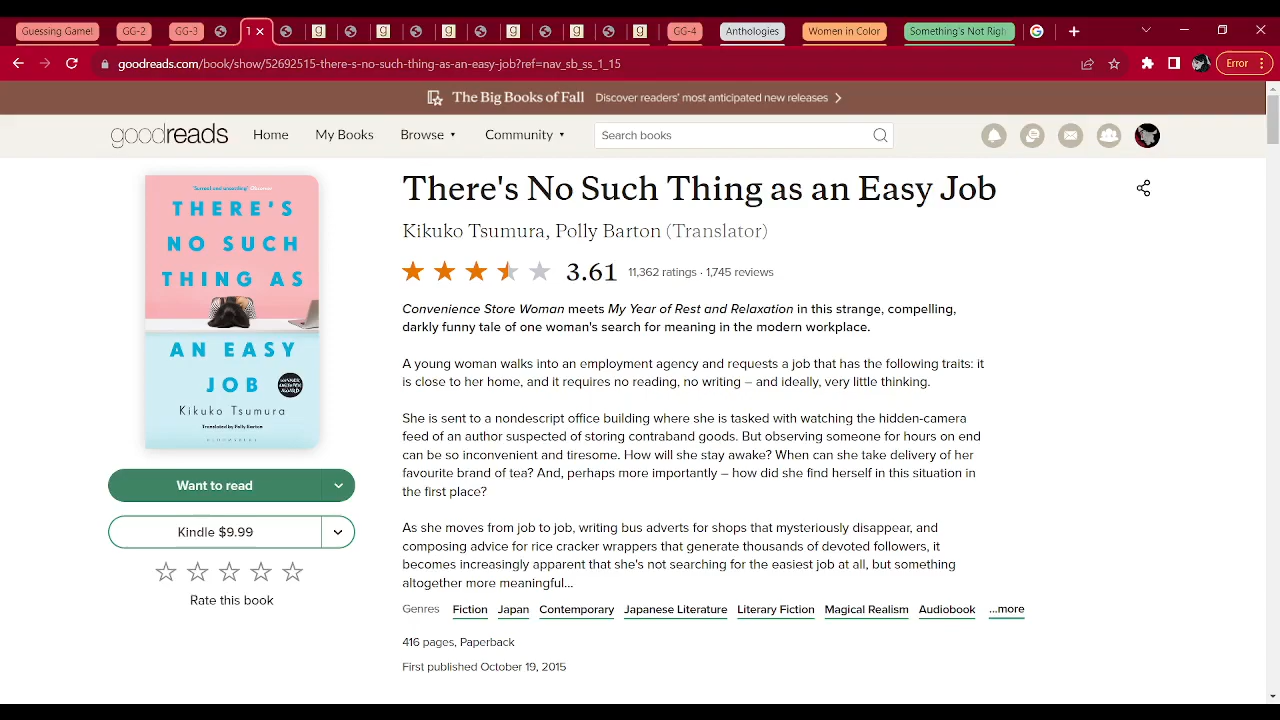 Guessing Game! GG-2 GG-3 1 GG-4 Anthologies Women in Color Something's Not Righ
goodreads.com/book/show/52692515-there-s-no-such-thing-as-an-easy-job?ref=nav_sb_ss_1_15 Error
The Big Books of Fall Discover readers' most anticipated new releases
goodreads Home My Books Browse Community Search books
THERE'S
NO SUCH
THING AS
AN EASY
JOB
Kikuko Tsumura
Translated by Polly Barton
BLOOMSBURY
Want to read
Kindle $9.99
Rate this book
There's No Such Thing as an Easy Job
Kikuko Tsumura, Polly Barton (Translator)
3.61 11,362 ratings · 1,745 reviews
Convenience Store Woman meets My Year of Rest and Relaxation in this strange, compelling,
darkly funny tale of one woman's search for meaning in the modern workplace.
A young woman walks into an employment agency and requests a job that has the following traits: it
is close to her home, and it requires no reading, no writing – and ideally, very little thinking.
She is sent to a nondescript office building where she is tasked with watching the hidden-camera
feed of an author suspected of storing contraband goods. But observing someone for hours on end
can be so inconvenient and tiresome. How will she stay awake? When can she take delivery of her
favourite brand of tea? And, perhaps more importantly – how did she find herself in this situation in
the first place?
As she moves from job to job, writing bus adverts for shops that mysteriously disappear, and
composing advice for rice cracker wrappers that generate thousands of devoted followers, it
becomes increasingly apparent that she's not searching for the easiest job at all, but something
altogether more meaningful...
Genres Fiction Japan Contemporary Japanese Literature Literary Fiction Magical Realism Audiobook ...more
416 pages, Paperback
First published October 19, 2015